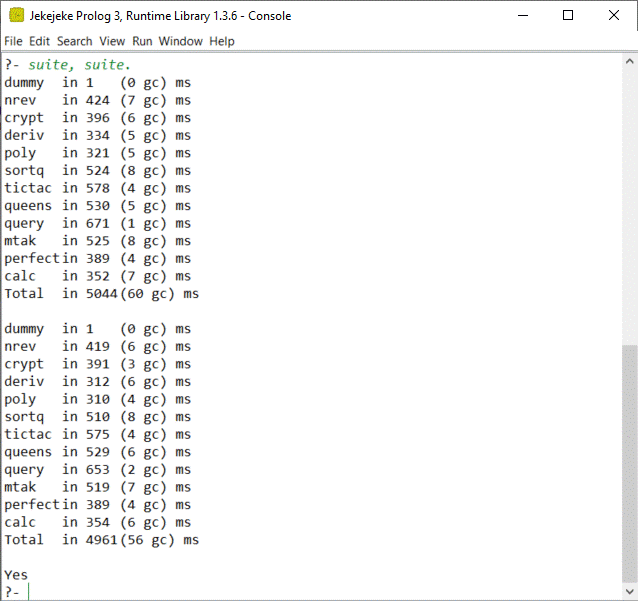 Jekejeke Prolog 3, Runtime Library 1.3.6 - Console
File Edit Search View Run Window Help
?- suite, suite.
dummy  in 1   (0 gc) ms
nrev   in 424 (7 gc) ms
crypt  in 396 (6 gc) ms
deriv  in 334 (5 gc) ms
poly   in 321 (5 gc) ms
sortq  in 524 (8 gc) ms
tictac in 578 (4 gc) ms
queens in 530 (5 gc) ms
query  in 671 (1 gc) ms
mtak   in 525 (8 gc) ms
perfectin 389 (4 gc) ms
calc   in 352 (7 gc) ms
Total  in 5044(60 gc) ms
dummy  in 1   (0 gc) ms
nrev   in 419 (6 gc) ms
crypt  in 391 (3 gc) ms
deriv  in 312 (6 gc) ms
poly   in 310 (4 gc) ms
sortq  in 510 (8 gc) ms
tictac in 575 (4 gc) ms
queens in 529 (6 gc) ms
query  in 653 (2 gc) ms
mtak   in 519 (7 gc) ms
perfectin 389 (4 gc) ms
calc   in 354 (6 gc) ms
Total  in 4961(56 gc) ms
Yes
?-